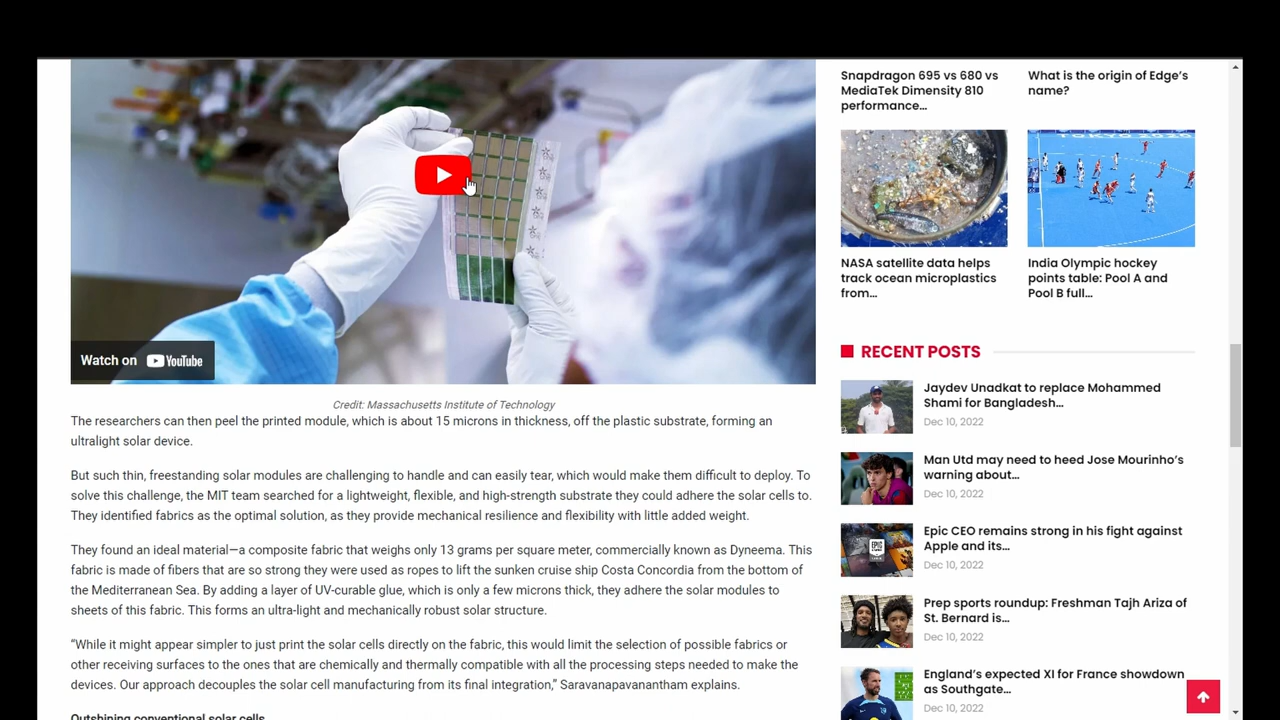 Watch on YouTube
Credit: Massachusetts Institute of Technology
The researchers can then peel the printed module, which is about 15 microns in thickness, off the plastic substrate, forming an
ultralight solar device.
But such thin, freestanding solar modules are challenging to handle and can easily tear, which would make them difficult to deploy. To
solve this challenge, the MIT team searched for a lightweight, flexible, and high-strength substrate they could adhere the solar cells to.
They identified fabrics as the optimal solution, as they provide mechanical resilience and flexibility with little added weight.
They found an ideal material—a composite fabric that weighs only 13 grams per square meter, commercially known as Dyneema. This
fabric is made of fibers that are so strong they were used as ropes to lift the sunken cruise ship Costa Concordia from the bottom of
the Mediterranean Sea. By adding a layer of UV-curable glue, which is only a few microns thick, they adhere the solar modules to
sheets of this fabric. This forms an ultra-light and mechanically robust solar structure.
“While it might appear simpler to just print the solar cells directly on the fabric, this would limit the selection of possible fabrics or
other receiving surfaces to the ones that are chemically and thermally compatible with all the processing steps needed to make the
devices. Our approach decouples the solar cell manufacturing from its final integration,” Saravanapavanantham explains.
Outshining conventional solar cells
Snapdragon 695 vs 680 vs
MediaTek Dimensity 810
performance...
What is the origin of Edge’s
name?
NASA satellite data helps
track ocean microplastics
from...
India Olympic hockey
points table: Pool A and
Pool B full...
RECENT POSTS
Jaydev Unadkat to replace Mohammed
Shami for Bangladesh...
Dec 10, 2022
Man Utd may need to heed Jose Mourinho’s
warning about...
Dec 10, 2022
EPIC
Epic CEO remains strong in his fight against
Apple and its...
Dec 10, 2022
Prep sports roundup: Freshman Tajh Ariza of
St. Bernard is...
Dec 10, 2022
England’s expected XI for France showdown
as Southgate...
Dec 10, 2022